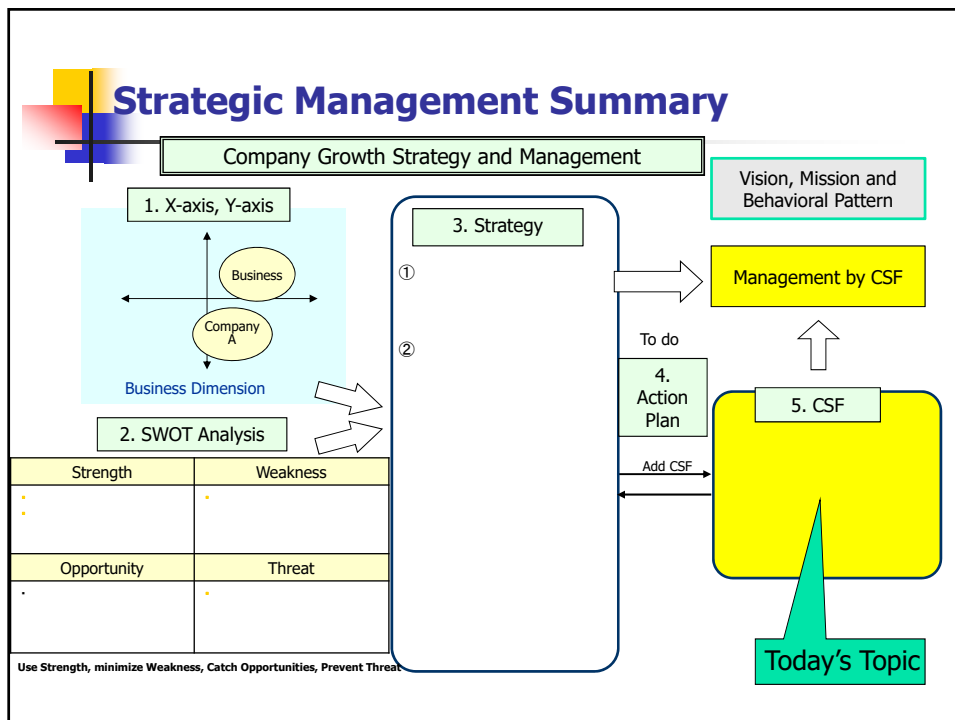 Strategic Management Summary
Company Growth Strategy and Management
Vision, Mission and
Behavioral Pattern
1. X-axis, Y-axis
Business
Company
A
Business Dimension
2. SWOT Analysis
Strength
Weakness
Opportunity
Threat
Use Strength, minimize Weakness, Catch Opportunities, Prevent Threat
3. Strategy
①
②
Management by CSF
To do
4.
Action
Plan
Add CSF
5. CSF
Today's Topic